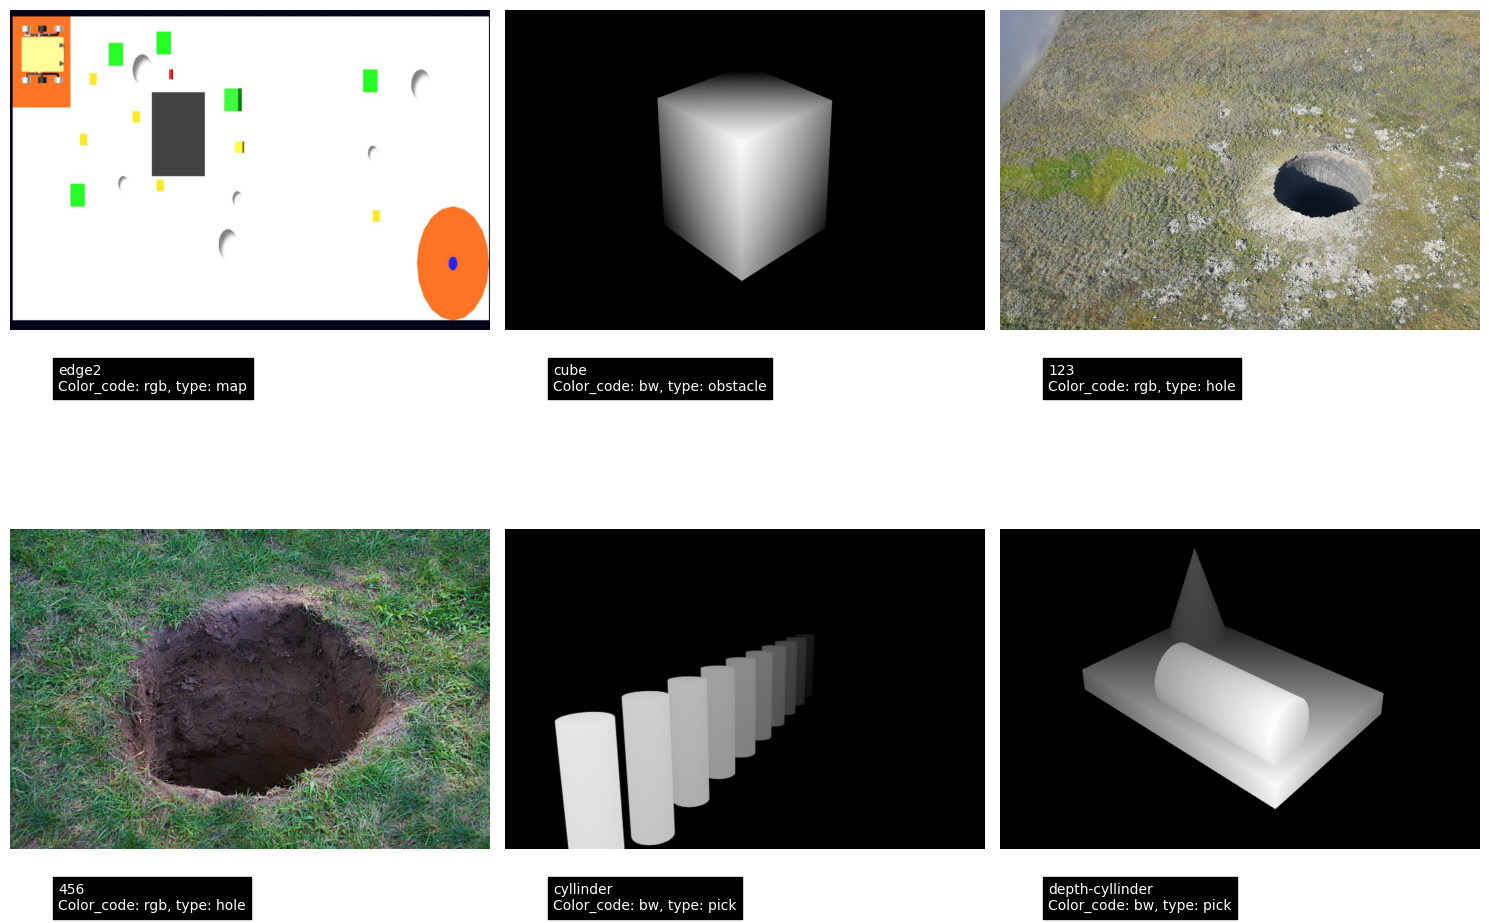 edge2
Color_code: rgb, type: map
cube
Color_code: bw, type: obstacle
123
Color_code: rgb, type: hole
456
Color_code: rgb, type: hole
cyllinder
Color_code: bw, type: pick
depth-cyllinder
Color_code: bw, type: pick